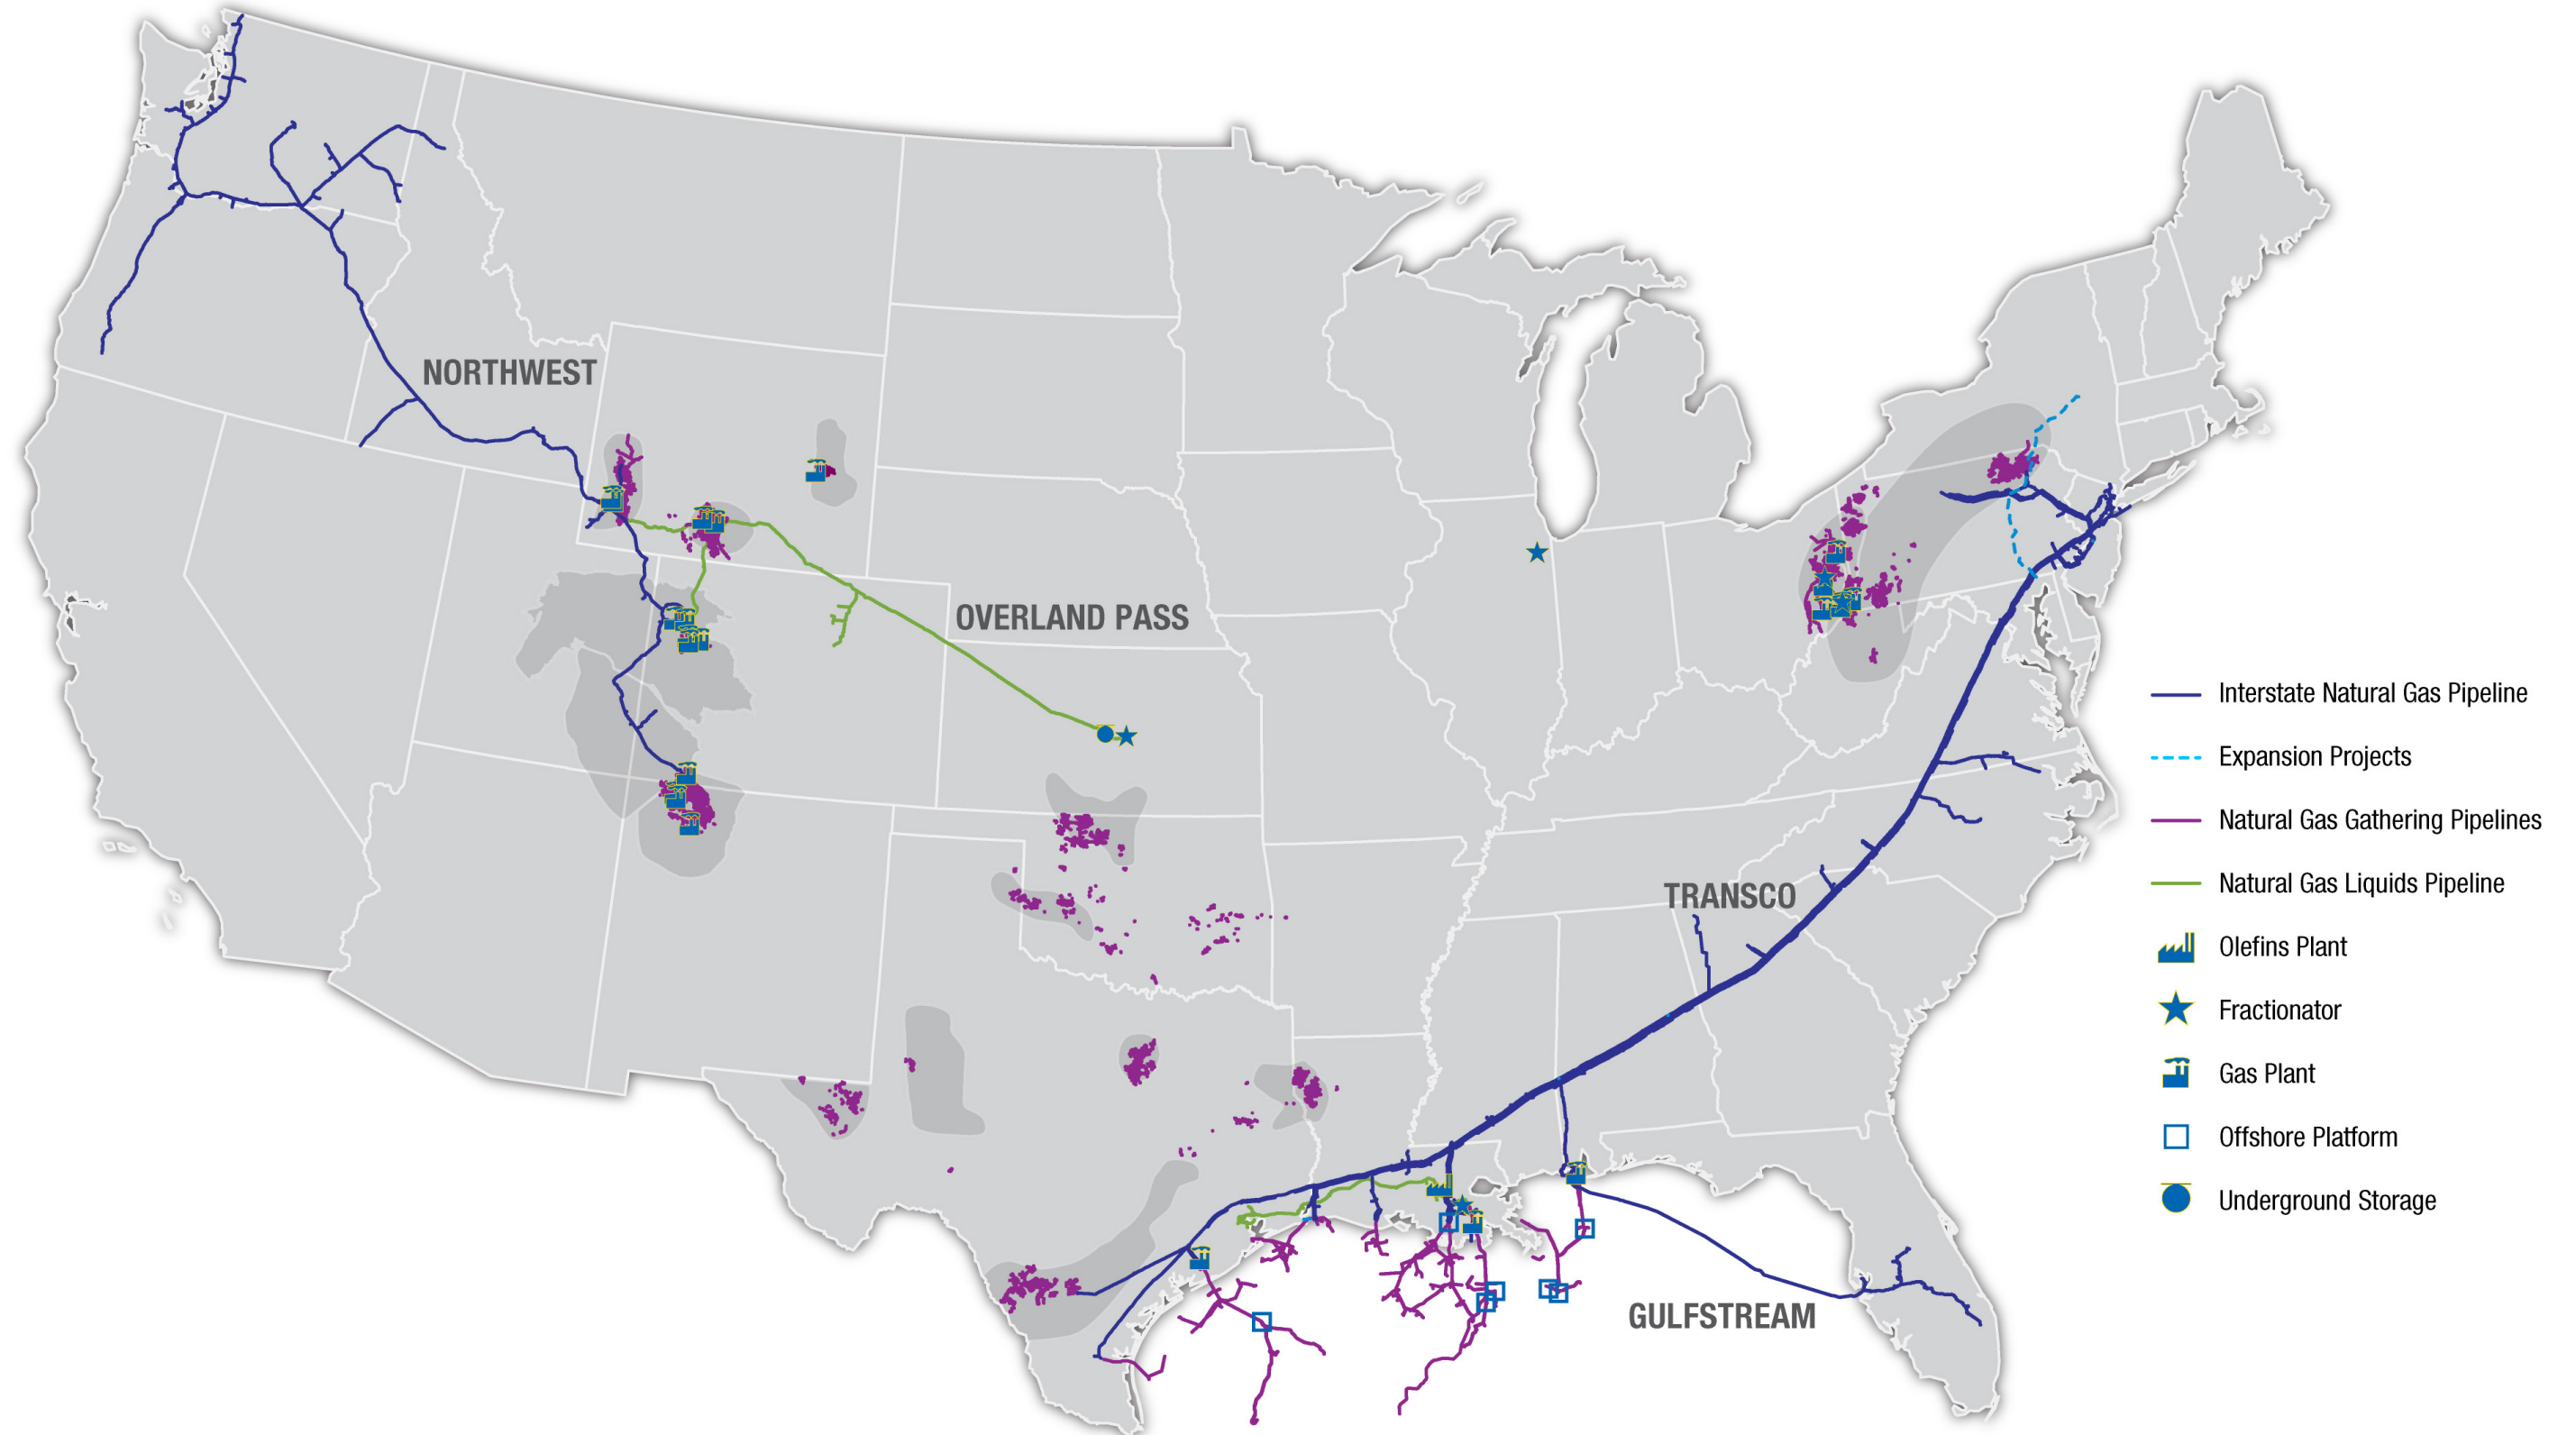 NORTHWEST
OVERLAND PASS
TRANSCO
GULFSTREAM
Interstate Natural Gas Pipeline
Expansion Projects
Natural Gas Gathering Pipelines
Natural Gas Liquids Pipeline
Olefins Plant
Fractionator
Gas Plant
Offshore Platform
Underground Storage